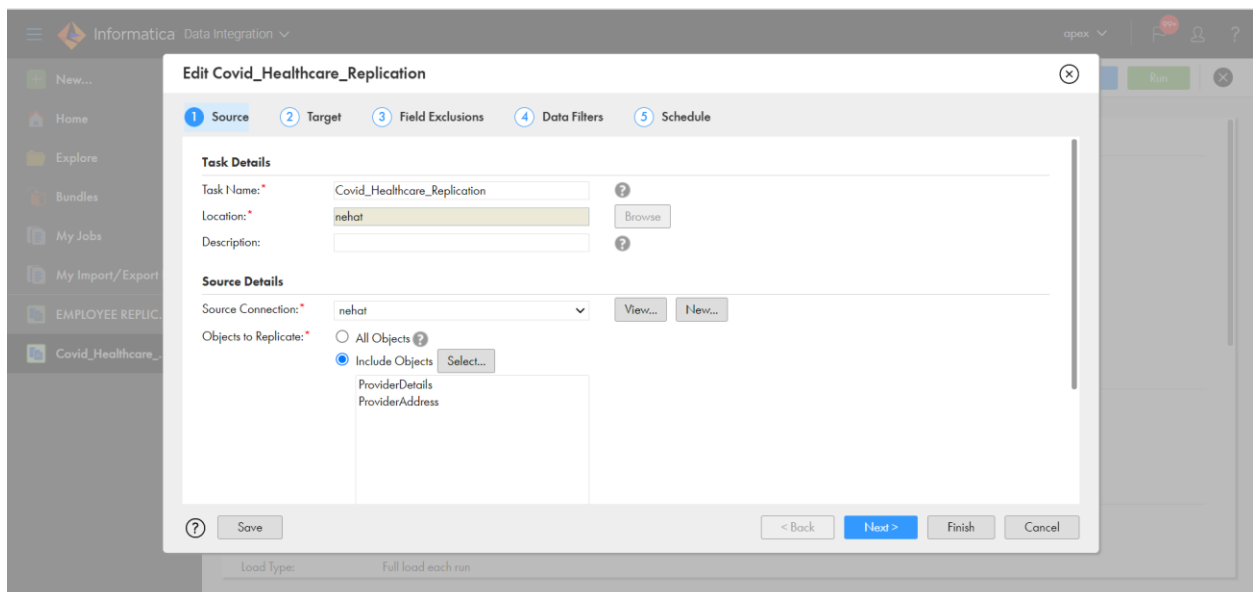 Informatica Data Integration
apex
99+
?
New...
Home
Explore
Bundles
My Jobs
My Import/Export
EMPLOYEE REPLIC...
Covid_Healthcare_...
Run
Edit Covid_Healthcare_Replication
1 Source 2 Target 3 Field Exclusions 4 Data Filters 5 Schedule
Task Details
Task Name:* Covid_Healthcare_Replication ?
Location:* nehat Browse
Description: ?
Source Details
Source Connection:* nehat View... New...
Objects to Replicate:* All Objects ?
Include Objects Select...
ProviderDetails
ProviderAddress
? Save < Back Next > Finish Cancel
Load Type: Full load each run